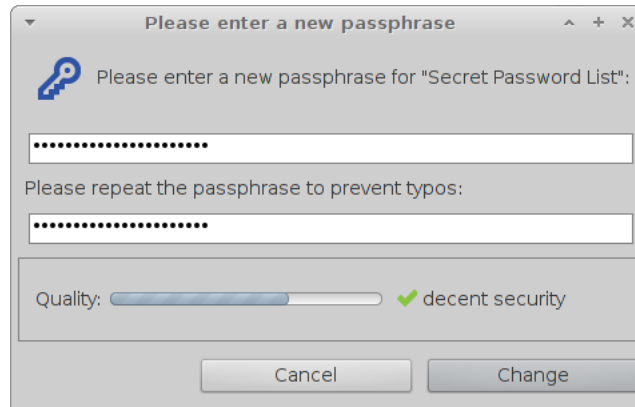 Please enter a new passphrase
Please enter a new passphrase for "Secret Password List":
••••••••••••••••••••••
Please repeat the passphrase to prevent typos:
••••••••••••••••••••••
Quality: decent security
Cancel Change